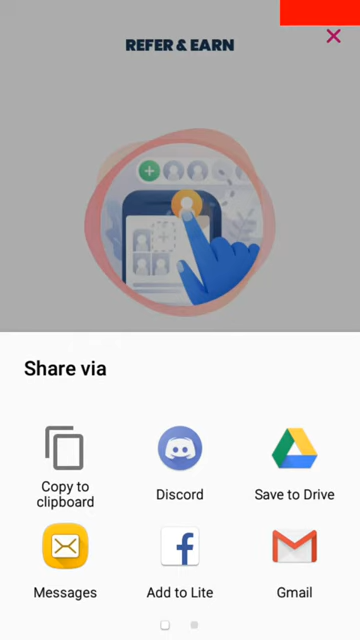 REFER & EARN
Share via
Copy to
clipboard
Discord
Save to Drive
Messages
Add to Lite
Gmail